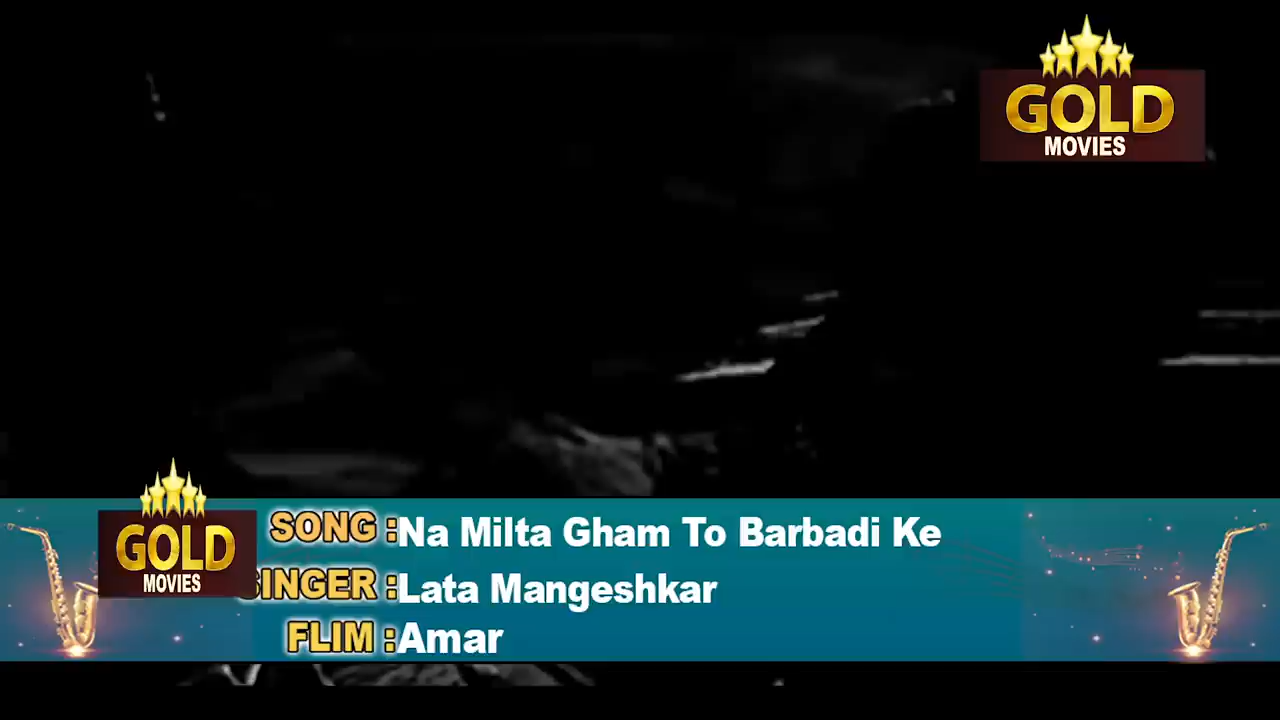 GOLD
MOVIES
SONG : Na Milta Gham To Barbadi Ke
GOLD
MOVIES
SINGER : Lata Mangeshkar
FLIM : Amar